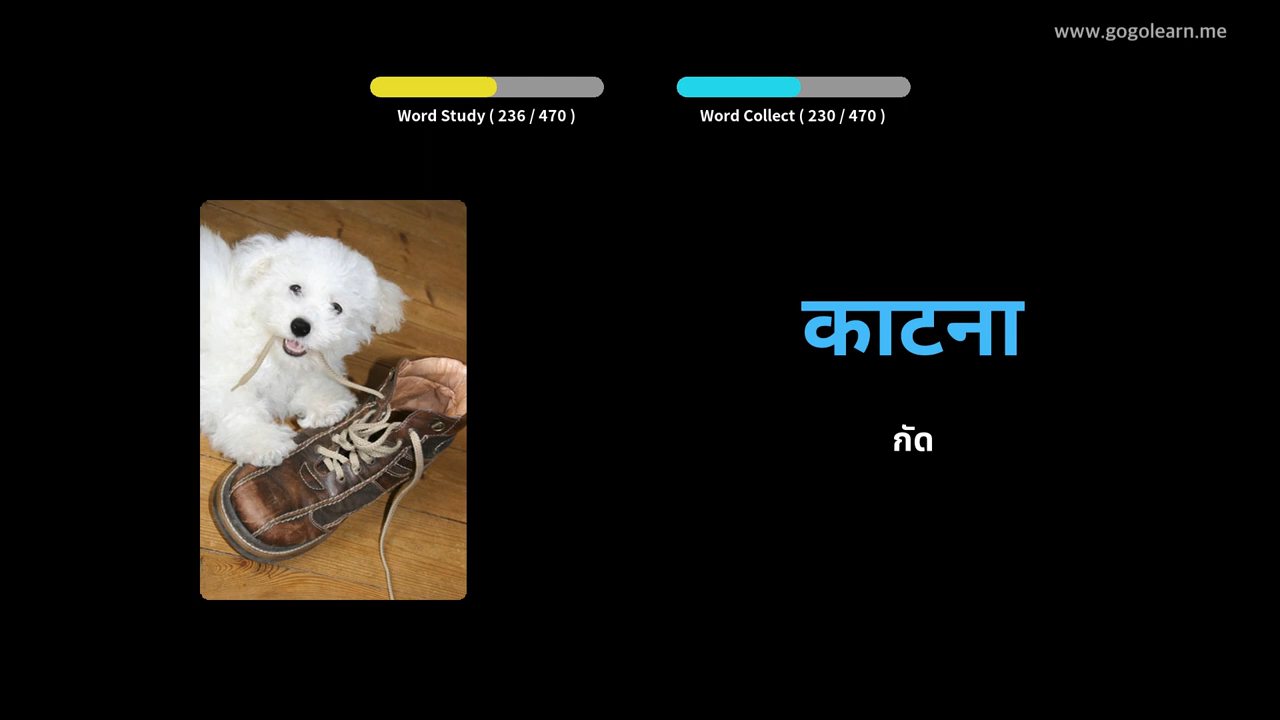 www.gogolearn.me
Word Study ( 236 / 470 )
Word Collect ( 230 / 470 )
काटना
กัด